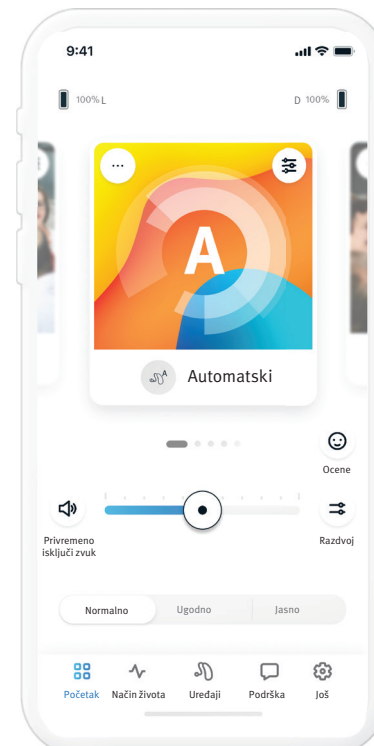 9:41
100% L
D 100%
...
A
A
Automatski
Ocene
Privremeno
isključi zvuk
Razdvoj
Normalno
Ugodno
Jasno
Početak
Način života
Uređaji
Podrška
Još